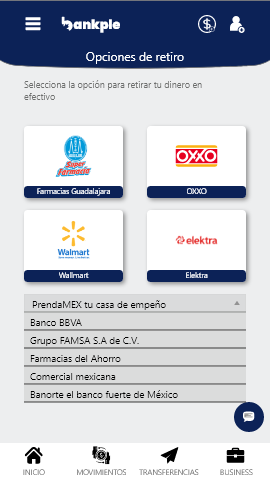 bankple
Opciones de retiro
Selecciona la opción para retirar tu dinero en
efectivo
Super
Farmacia
Farmacias Guadalajara
OXXO
OXXO
Walmart
Wallmart
elektra
Elektra
PrendaMEX tu casa de empeño
Banco BBVA
Grupo FAMSA S.A de C.V.
Farmacias del Ahorro
Comercial mexicana
Banorte el banco fuerte de México
INICIO
MOVIMIENTOS
TRANSFERENCIAS
BUSINESS